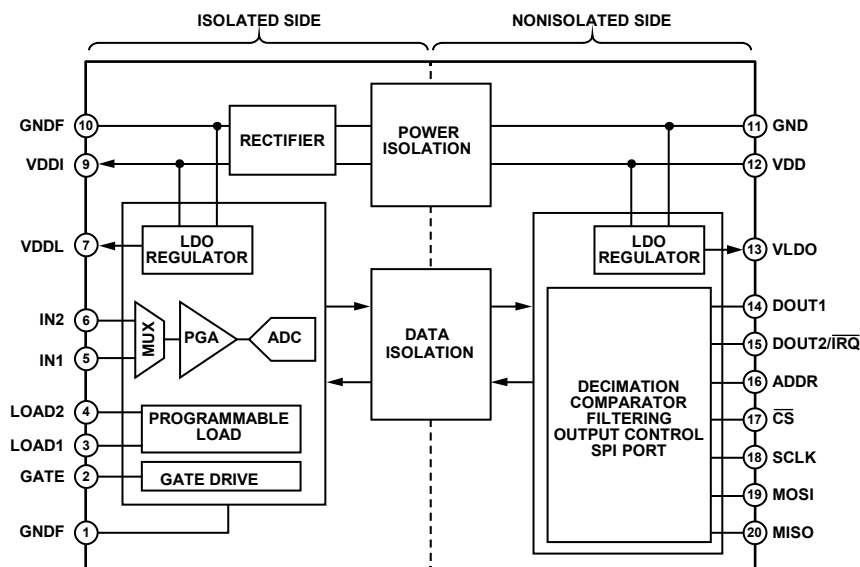 ISOLATED SIDE
NONISOLATED SIDE
GNDF 10
VDDI 9
VDDL 7
IN2 6
IN1 5
LOAD2 4
LOAD1 3
GATE 2
GNDF 1
RECTIFIER
POWER
ISOLATION
LDO
REGULATOR
MUX
PGA
ADC
PROGRAMMABLE
LOAD
GATE DRIVE
DATA
ISOLATION
LDO
REGULATOR
DECIMATION
COMPARATOR
FILTERING
OUTPUT CONTROL
SPI PORT
11 GND
12 VDD
13 VLDO
14 DOUT1
15 DOUT2/I̅R̅Q̅
16 ADDR
17 C̅S̅
18 SCLK
19 MOSI
20 MISO